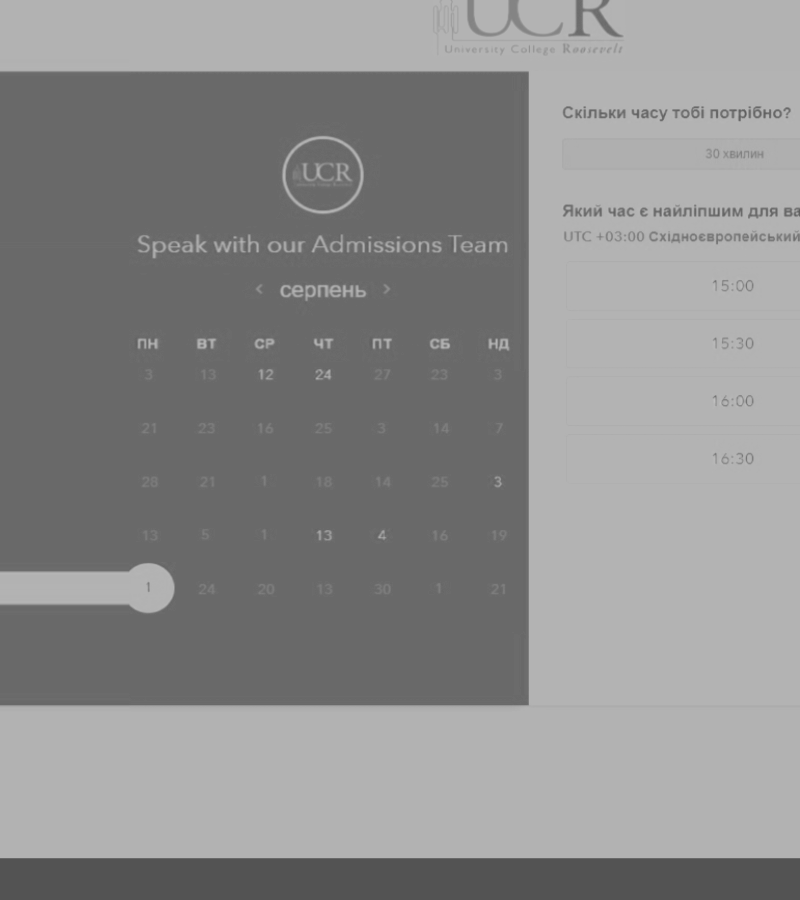 UCR
University College Roosevelt
UCR
Speak with our Admissions Team
< серпень >
ПН ВТ СР ЧТ ПТ СБ НД
3 13 12 24 27 23 3
21 23 16 25 3 14 7
28 21 1 18 14 25 3
13 5 1 13 4 16 19
1 24 20 13 30 1 21
Скільки часу тобі потрібно?
30 хвилин
Який час є найліпшим для ва
UTC +03:00 Східноєвропейський
15:00
15:30
16:00
16:30